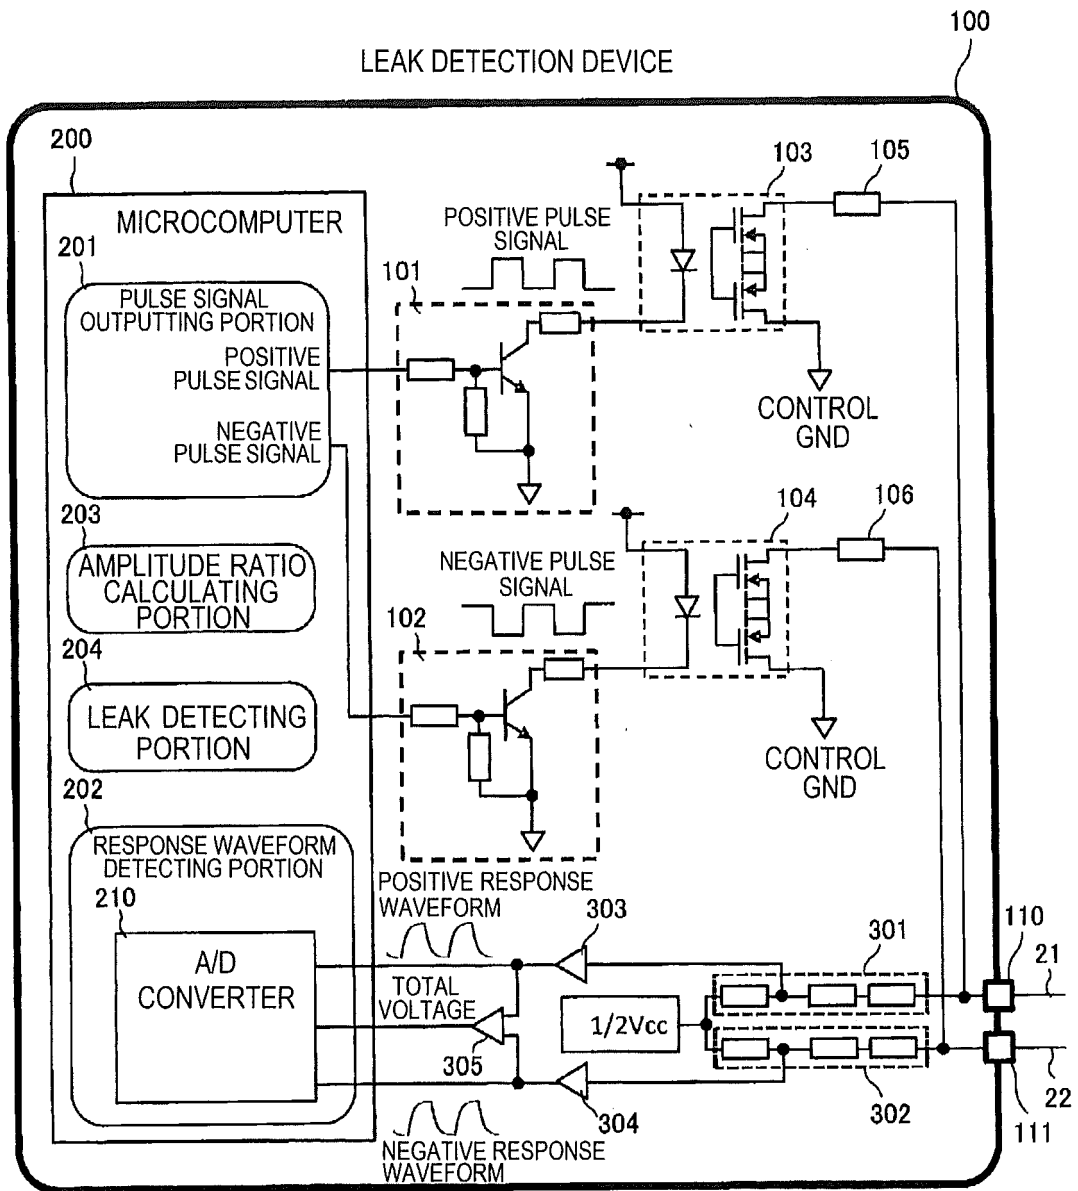 100
LEAK DETECTION DEVICE
200
MICROCOMPUTER
201
PULSE SIGNAL
OUTPUTTING PORTION
POSITIVE
PULSE SIGNAL
NEGATIVE
PULSE SIGNAL
POSITIVE PULSE
SIGNAL
101
103
105
CONTROL
GND
203
AMPLITUDE RATIO
CALCULATING
PORTION
NEGATIVE PULSE
SIGNAL
102
104
106
CONTROL
GND
204
LEAK DETECTING
PORTION
202
RESPONSE WAVEFORM
DETECTING PORTION
210
A/D
CONVERTER
POSITIVE RESPONSE
WAVEFORM
303
301
110
21
TOTAL
VOLTAGE
305
1/2Vcc
304
302
22
111
NEGATIVE RESPONSE
WAVEFORM